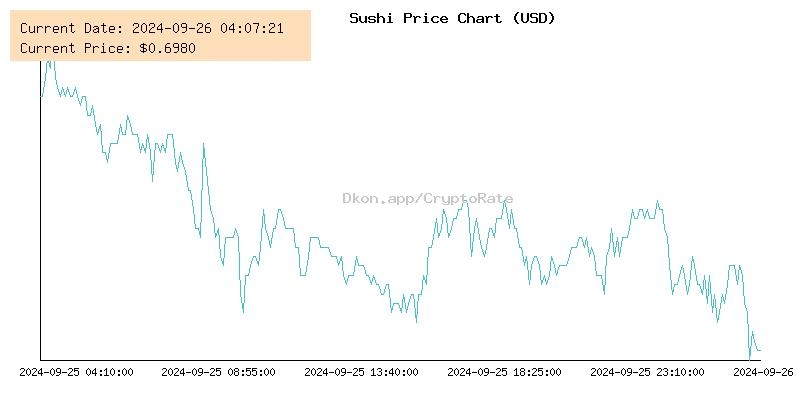 Sushi Price Chart (USD)
Current Date: 2024-09-26 04:07:21
Current Price: $0.6980
Dkon.app/CryptoRate
2024-09-25 04:10:00 2024-09-25 08:55:00 2024-09-25 13:40:00 2024-09-25 18:25:00 2024-09-25 23:10:00 2024-09-26